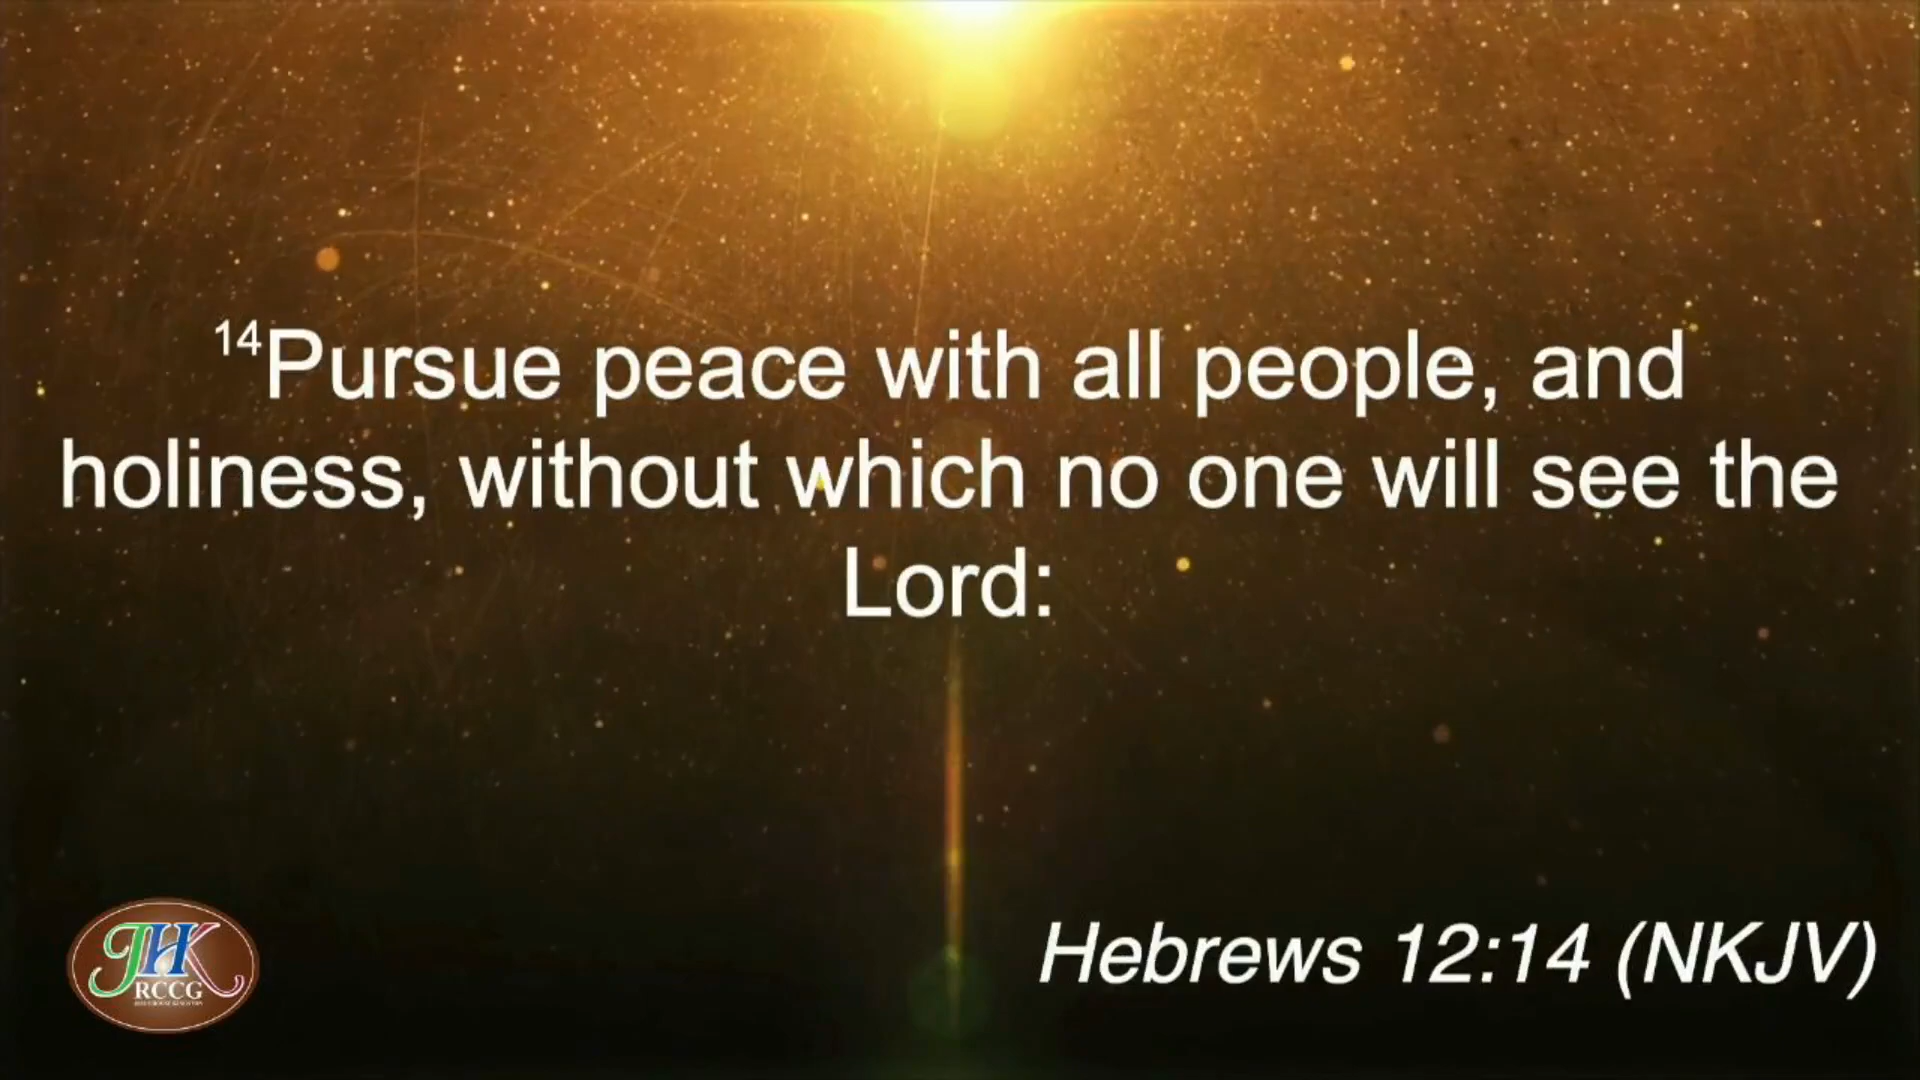 ¹⁴Pursue peace with all people, and
holiness, without which no one will see the
Lord:
Hebrews 12:14 (NKJV)
JHK
RCCG